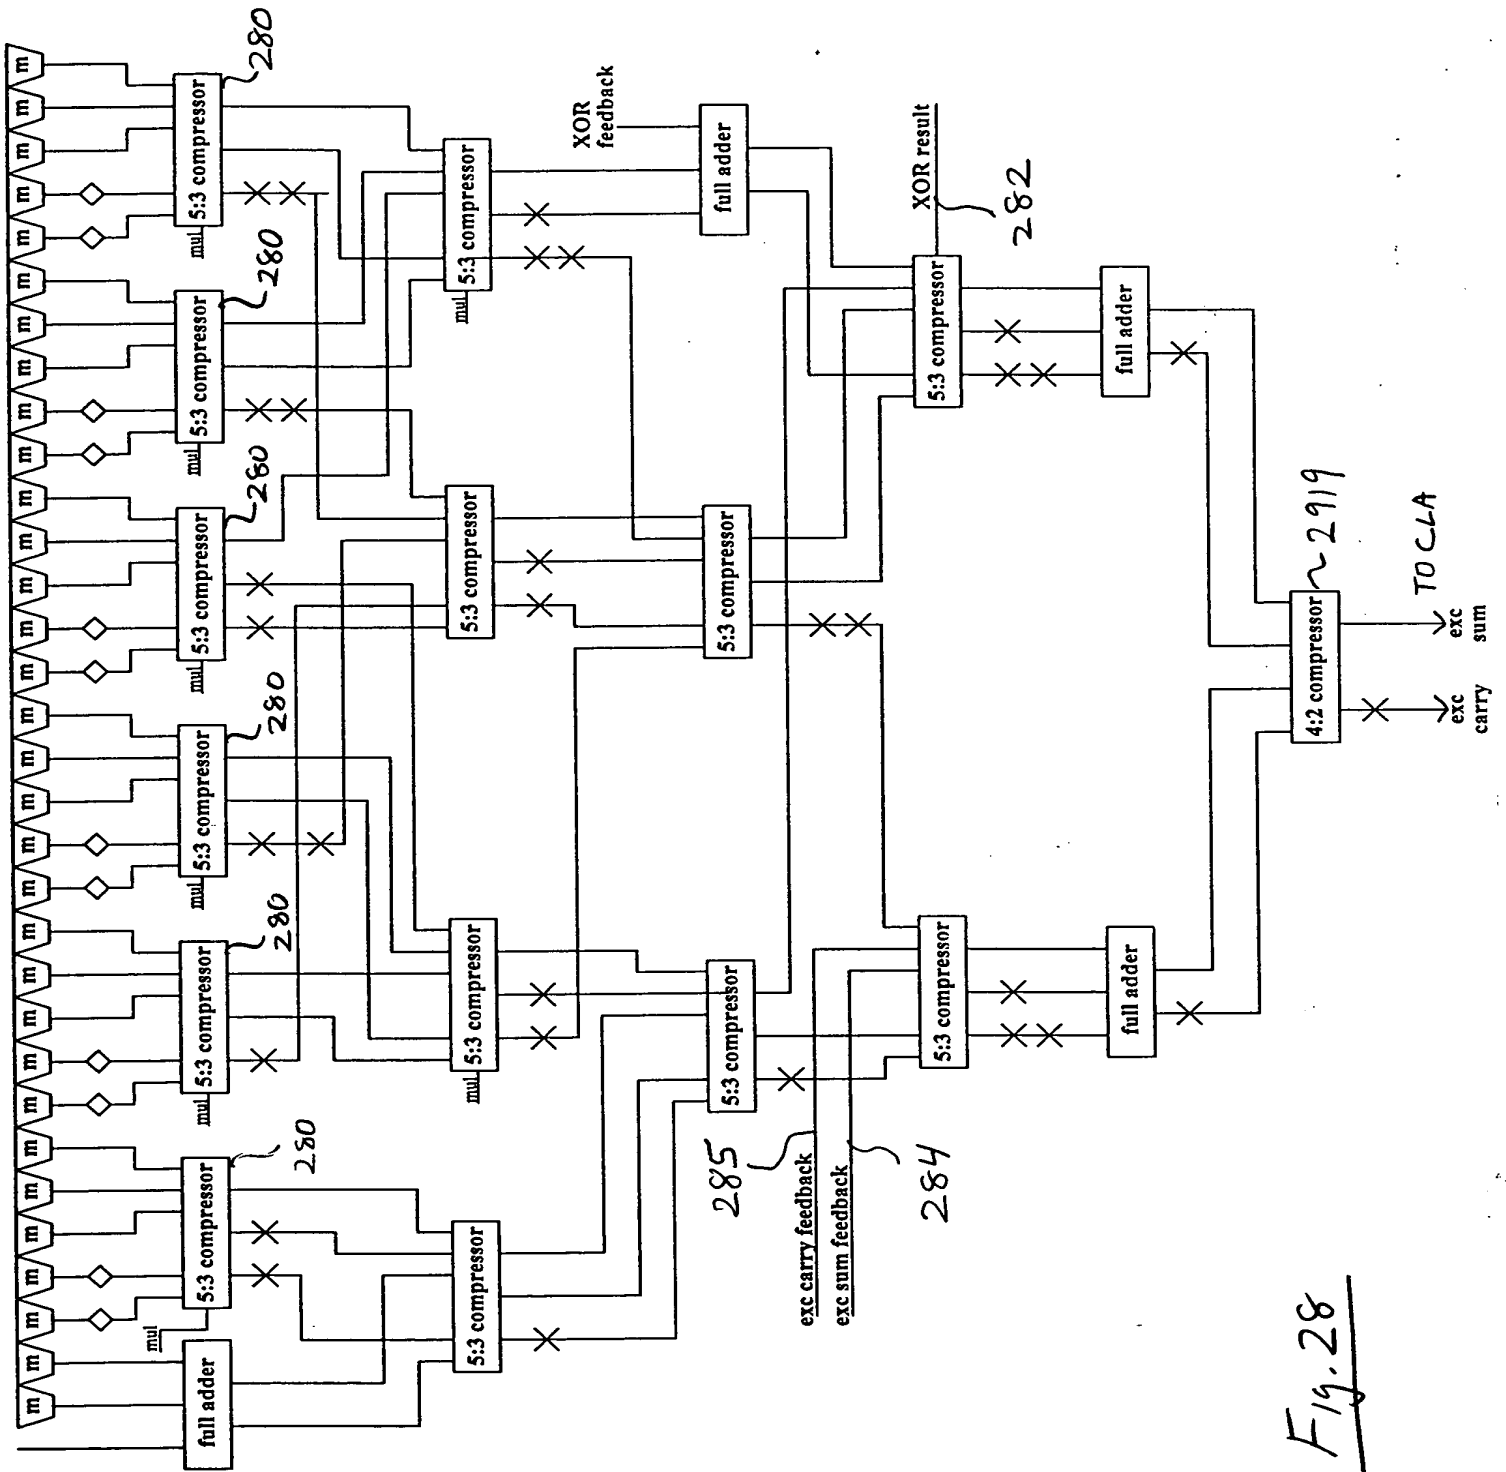 m m m m m m m m m m m m m m m m m m m m m m m m m m m m m m m m
mul mul mul mul mul mul
full adder 5:3 compressor 5:3 compressor 5:3 compressor 5:3 compressor 5:3 compressor 5:3 compressor
280 280 280 280 280 280
mul mul
5:3 compressor 5:3 compressor 5:3 compressor 5:3 compressor
XOR
feedback
5:3 compressor 5:3 compressor full adder
285
exc carry feedback
exc sum feedback
XOR result
284
5:3 compressor 5:3 compressor
282
full adder full adder
4:2 compressor ~2919
TO CLA
exc
carry
exc
sum
Fig. 28